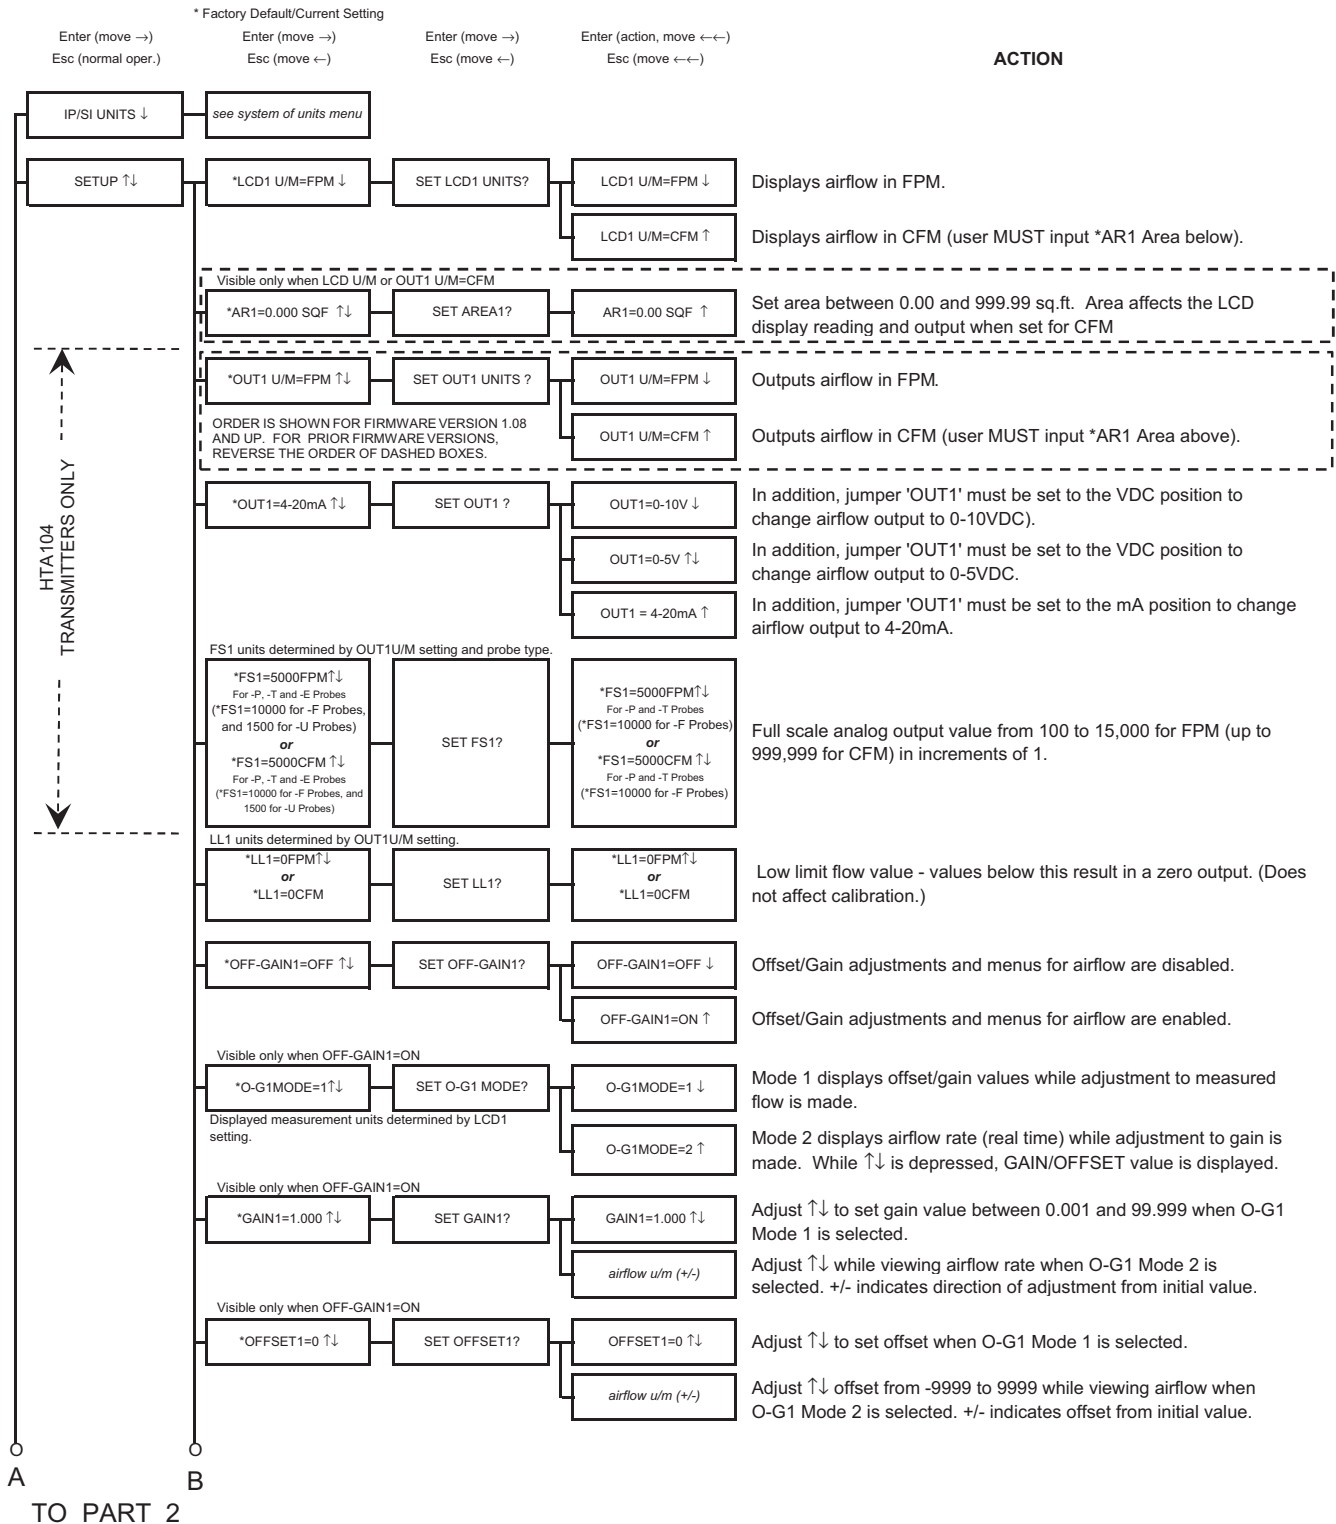 * Factory Default/Current Setting
Enter (move →)
Esc (normal oper.)
Enter (move →)
Esc (move ←)
Enter (move →)
Esc (move ←)
Enter (action, move ←←)
Esc (move ←←)
ACTION
IP/SI UNITS ↓
see system of units menu
SETUP ↑↓
*LCD1 U/M=FPM ↓
SET LCD1 UNITS?
LCD1 U/M=FPM ↓
Displays airflow in FPM.
LCD1 U/M=CFM ↑
Displays airflow in CFM (user MUST input *AR1 Area below).
Visible only when LCD U/M or OUT1 U/M=CFM
*AR1=0.000 SQF ↑↓
SET AREA1?
AR1=0.00 SQF ↑
Set area between 0.00 and 999.99 sq.ft. Area affects the LCD
display reading and output when set for CFM
HTA104
TRANSMITTERS ONLY
*OUT1 U/M=FPM ↑↓
SET OUT1 UNITS ?
OUT1 U/M=FPM ↓
Outputs airflow in FPM.
ORDER IS SHOWN FOR FIRMWARE VERSION 1.08
AND UP. FOR PRIOR FIRMWARE VERSIONS,
REVERSE THE ORDER OF DASHED BOXES.
OUT1 U/M=CFM ↑
Outputs airflow in CFM (user MUST input *AR1 Area above).
*OUT1=4-20mA ↑↓
SET OUT1 ?
OUT1=0-10V ↓
In addition, jumper 'OUT1' must be set to the VDC position to
change airflow output to 0-10VDC).
OUT1=0-5V ↑↓
In addition, jumper 'OUT1' must be set to the VDC position to
change airflow output to 0-5VDC.
OUT1 = 4-20mA ↑
In addition, jumper 'OUT1' must be set to the mA position to change
airflow output to 4-20mA.
FS1 units determined by OUT1U/M setting and probe type.
*FS1=5000FPM↑↓
For -P, -T and -E Probes
(*FS1=10000 for -F Probes,
and 1500 for -U Probes)
or
*FS1=5000CFM ↑↓
For -P, -T and -E Probes
(*FS1=10000 for -F Probes, and
1500 for -U Probes)
SET FS1?
*FS1=5000FPM↑↓
For -P and -T Probes
(*FS1=10000 for -F Probes)
or
*FS1=5000CFM ↑↓
For -P and -T Probes
(*FS1=10000 for -F Probes)
Full scale analog output value from 100 to 15,000 for FPM (up to
999,999 for CFM) in increments of 1.
LL1 units determined by OUT1U/M setting.
*LL1=0FPM↑↓
or
*LL1=0CFM
SET LL1?
*LL1=0FPM↑↓
or
*LL1=0CFM
Low limit flow value - values below this result in a zero output. (Does
not affect calibration.)
*OFF-GAIN1=OFF ↑↓
SET OFF-GAIN1?
OFF-GAIN1=OFF ↓
Offset/Gain adjustments and menus for airflow are disabled.
OFF-GAIN1=ON ↑
Offset/Gain adjustments and menus for airflow are enabled.
Visible only when OFF-GAIN1=ON
*O-G1MODE=1↑↓
SET O-G1 MODE?
O-G1MODE=1 ↓
Mode 1 displays offset/gain values while adjustment to measured
flow is made.
Displayed measurement units determined by LCD1
setting.
O-G1MODE=2 ↑
Mode 2 displays airflow rate (real time) while adjustment to gain is
made. While ↑↓ is depressed, GAIN/OFFSET value is displayed.
Visible only when OFF-GAIN1=ON
*GAIN1=1.000 ↑↓
SET GAIN1?
GAIN1=1.000 ↑↓
Adjust ↑↓ to set gain value between 0.001 and 99.999 when O-G1
Mode 1 is selected.
airflow u/m (+/-)
Adjust ↑↓ while viewing airflow rate when O-G1 Mode 2 is
selected. +/- indicates direction of adjustment from initial value.
Visible only when OFF-GAIN1=ON
*OFFSET1=0 ↑↓
SET OFFSET1?
OFFSET1=0 ↑↓
Adjust ↑↓ to set offset when O-G1 Mode 1 is selected.
airflow u/m (+/-)
Adjust ↑↓ offset from -9999 to 9999 while viewing airflow when
O-G1 Mode 2 is selected. +/- indicates offset from initial value.
A
B
TO PART 2